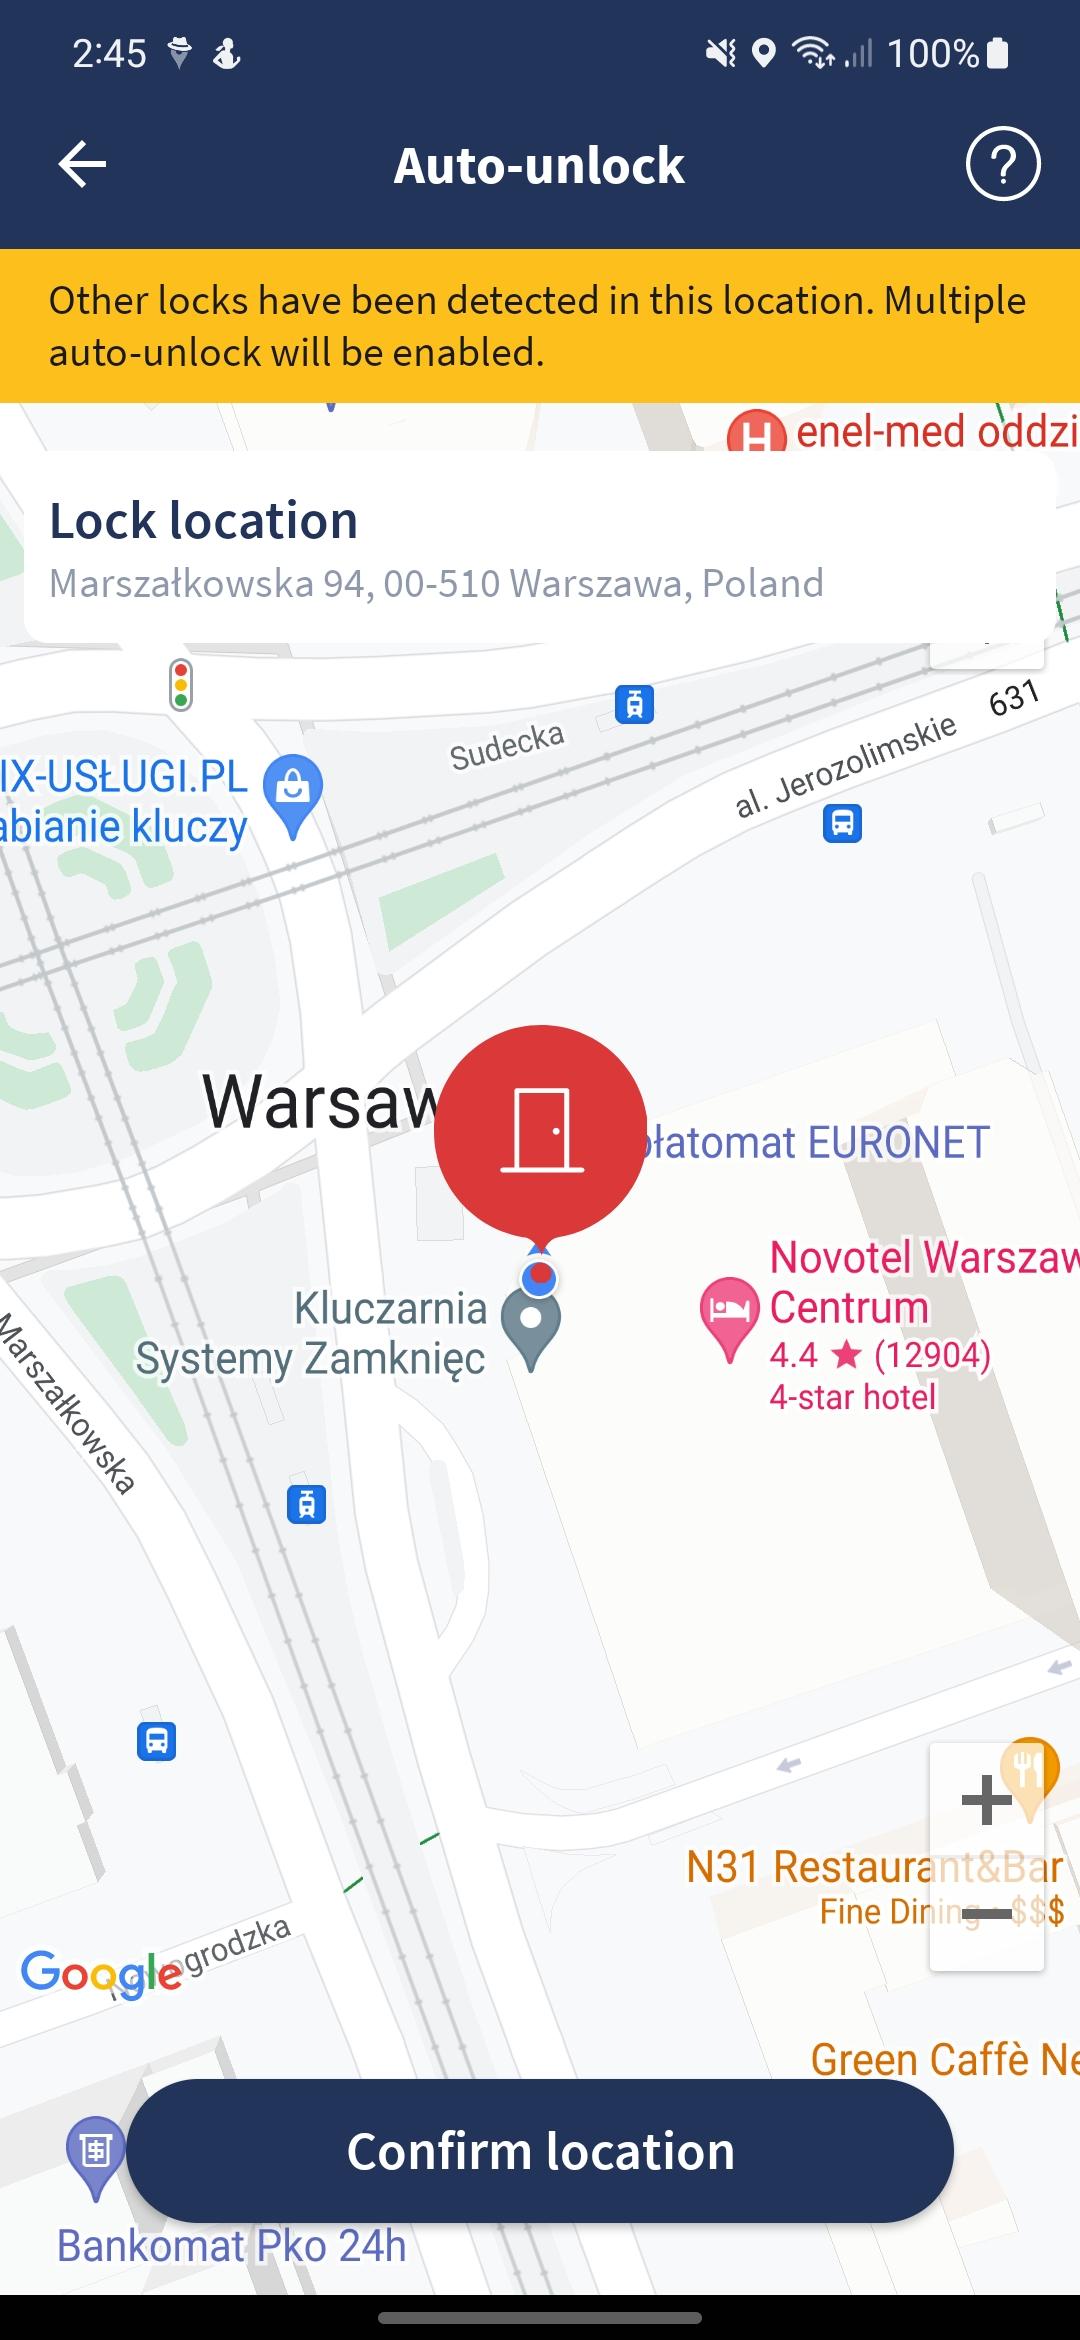 2:45
100%
Auto-unlock
?
Other locks have been detected in this location. Multiple
auto-unlock will be enabled.
enel-med oddzi
Lock location
Marszałkowska 94, 00-510 Warszawa, Poland
631
Sudecka
al. Jerozolimskie
IX-USŁUGI.PL
abianie kluczy
Warsaw
płatomat EURONET
Novotel Warszaw
Centrum
4.4 ★ (12904)
4-star hotel
Kluczarnia
Systemy Zamknięc
Marszałkowska
N31 Restaurant&Bar
Fine Dining • $$$
Nowogrodzka
Google
Green Caffè Ne
Confirm location
Bankomat Pko 24h